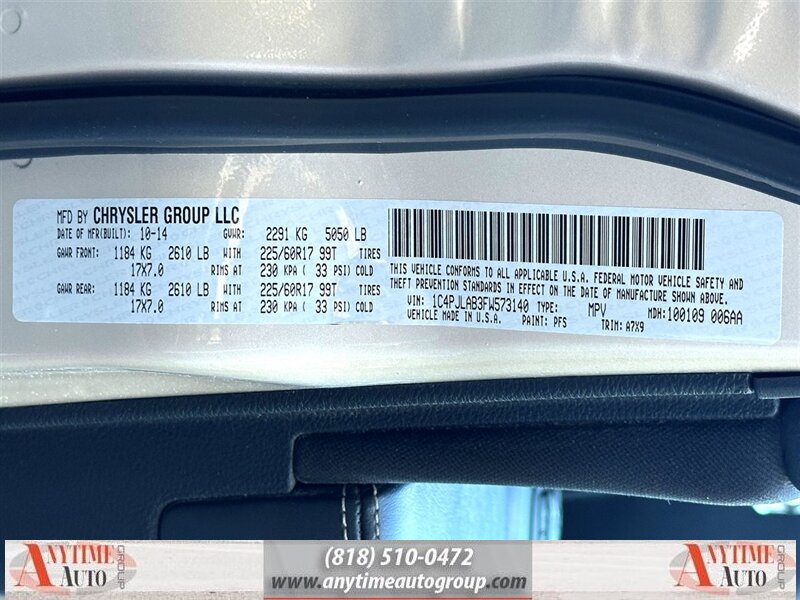 MFD BY CHRYSLER GROUP LLC
DATE OF MFR(BUILT): 10-14 GVWR: 2291 KG 5050 LB
GAWR FRONT: 1184 KG 2610 LB WITH 225/60R17 99T TIRES
17X7.0 RIMS AT 230 KPA ( 33 PSI) COLD
GAWR REAR: 1184 KG 2610 LB WITH 225/60R17 99T TIRES
17X7.0 RIMS AT 230 KPA ( 33 PSI) COLD
THIS VEHICLE CONFORMS TO ALL APPLICABLE U.S.A. FEDERAL MOTOR VEHICLE SAFETY AND
THEFT PREVENTION STANDARDS IN EFFECT ON THE DATE OF MANUFACTURE SHOWN ABOVE.
VIN: 1C4PJLAB3FW573140 TYPE: MPV MDH:100109 006AA
VEHICLE MADE IN U.S.A. PAINT: PFS TRIM: A7X9
ANYTIME AUTO GROUP
(818) 510-0472
www.anytimeautogroup.com
ANYTIME AUTO GROUP